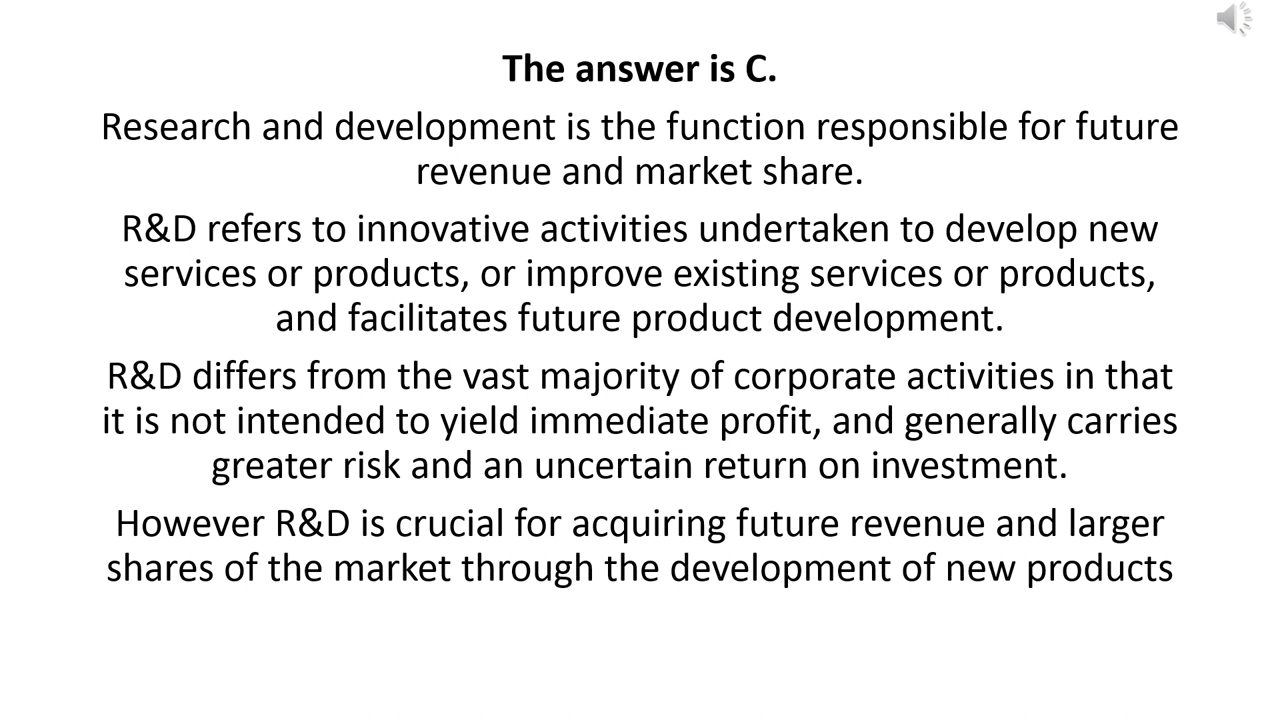 The answer is C.
Research and development is the function responsible for future
revenue and market share.
R&D refers to innovative activities undertaken to develop new
services or products, or improve existing services or products,
and facilitates future product development.
R&D differs from the vast majority of corporate activities in that
it is not intended to yield immediate profit, and generally carries
greater risk and an uncertain return on investment.
However R&D is crucial for acquiring future revenue and larger
shares of the market through the development of new products